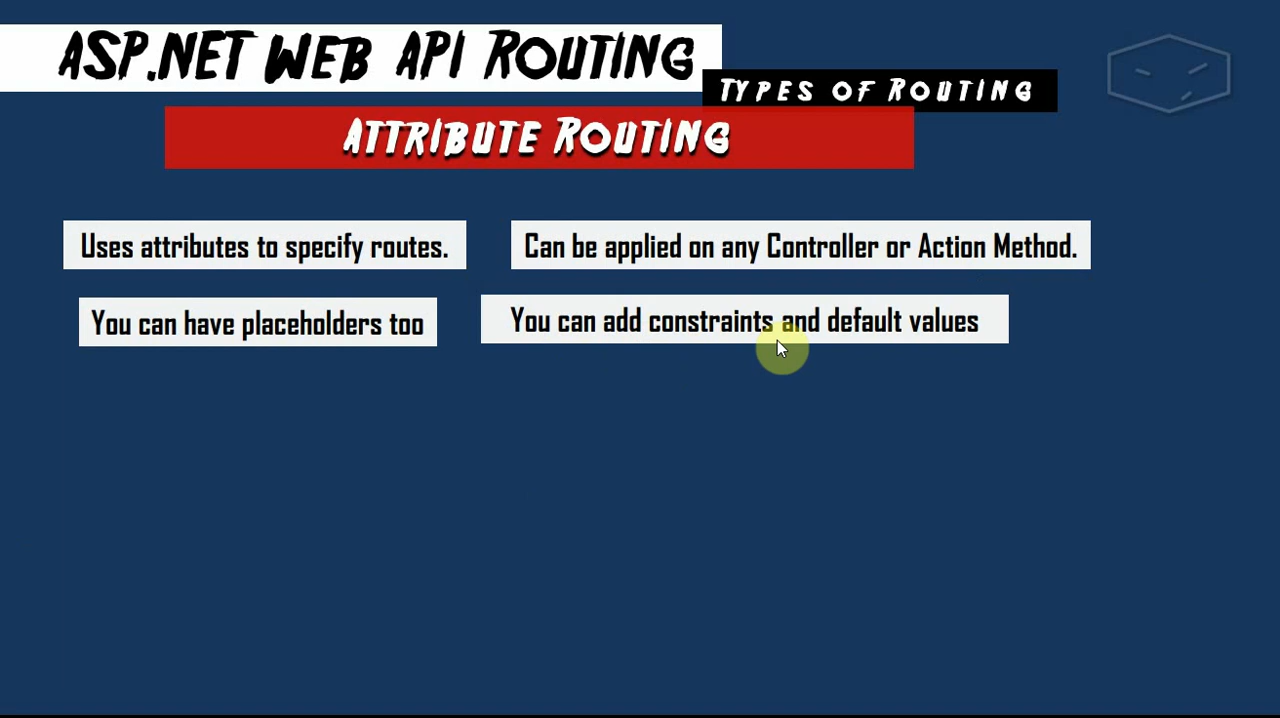 ASP.NET WEB API ROUTING
TYPES OF ROUTING
ATTRIBUTE ROUTING
Uses attributes to specify routes.
Can be applied on any Controller or Action Method.
You can have placeholders too
You can add constraints and default values